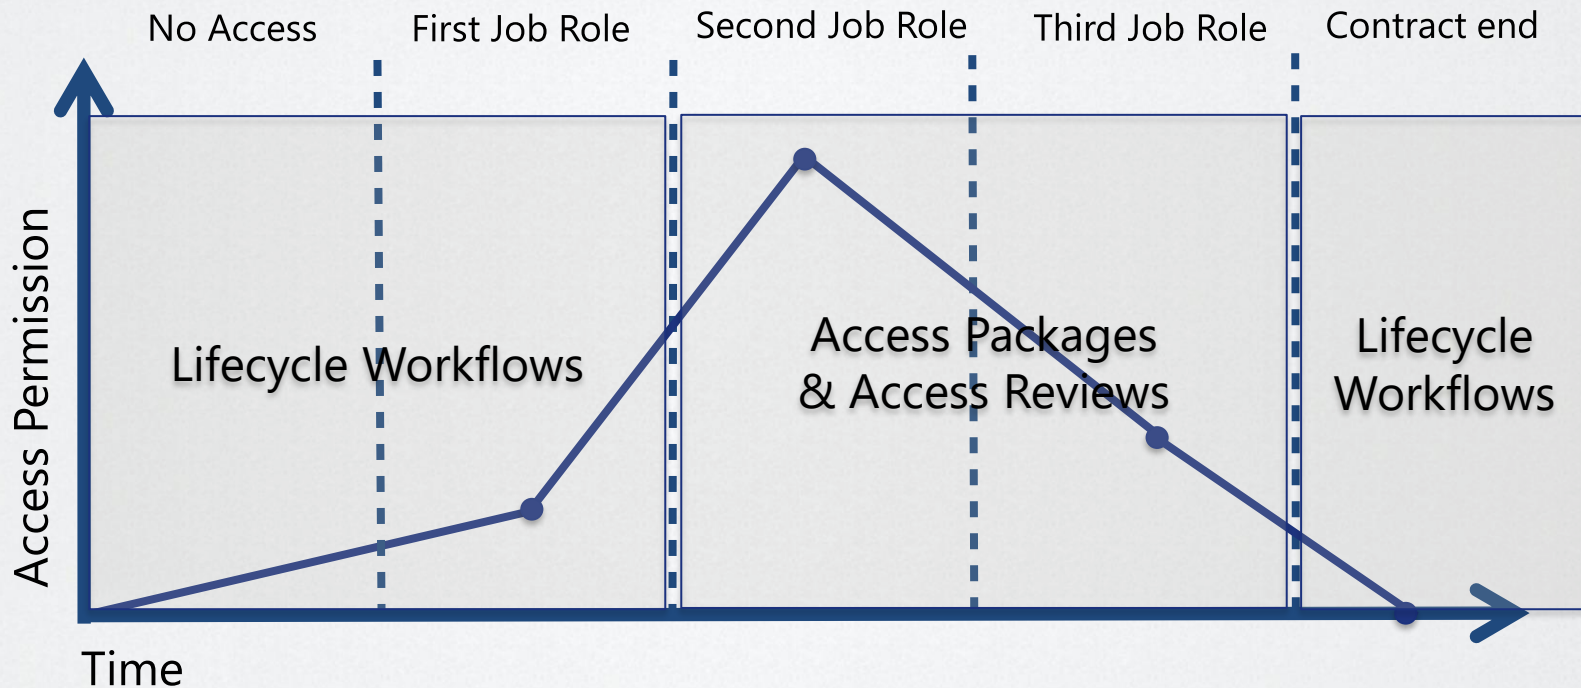 No Access
First Job Role
Second Job Role
Third Job Role
Contract end
Access Permission
Lifecycle Workflows
Access Packages
& Access Reviews
Lifecycle
Workflows
Time